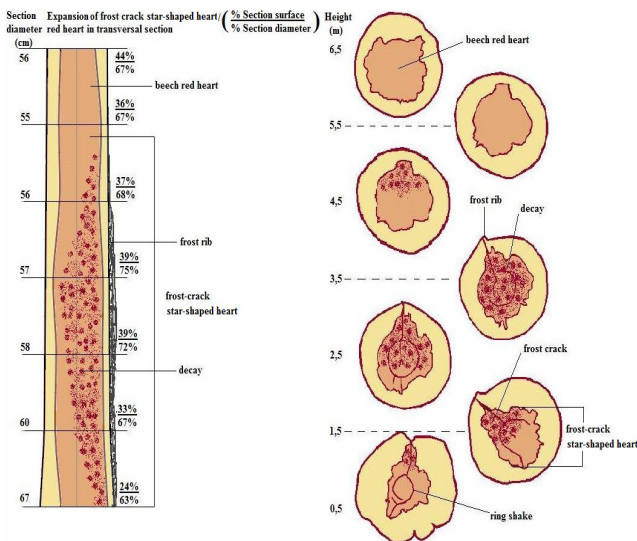 Section diameter (cm)
Expansion of frost crack star-shaped heart/
red heart in transversal section
( % Section surface
% Section diameter )
Height (m)
56
44%
67%
beech red heart
36%
67%
55
37%
68%
56
frost rib
39%
75%
57
frost-crack
star-shaped heart
39%
72%
58
decay
33%
67%
60
24%
63%
67
6,5
beech red heart
5,5
4,5
frost rib
decay
3,5
2,5
frost crack
1,5
frost-crack
star-shaped heart
0,5
ring shake